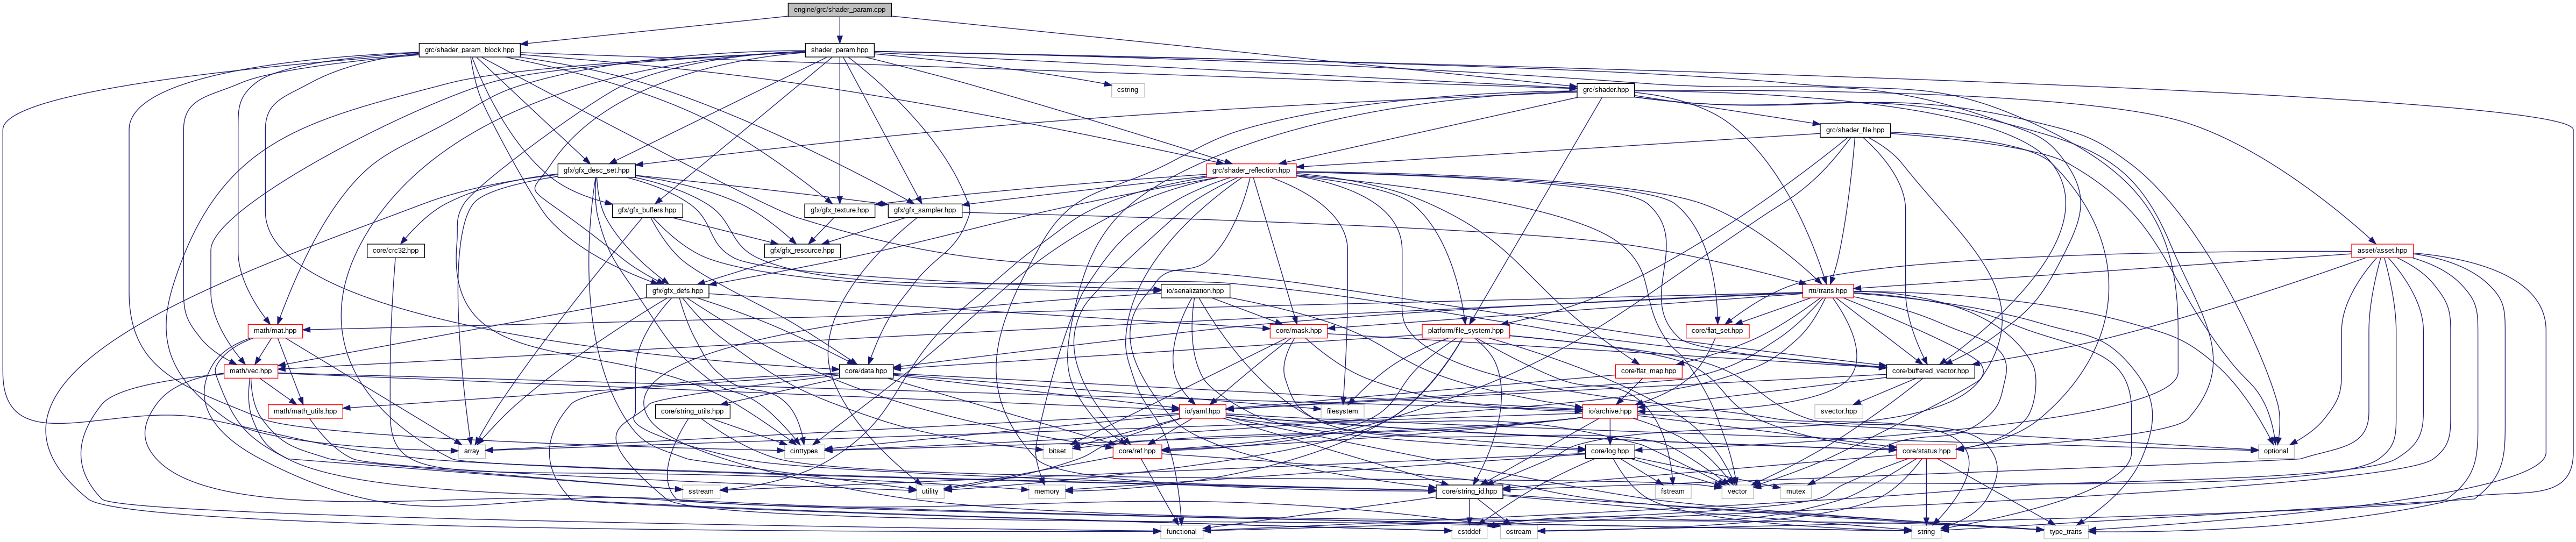 engine/grc/shader_param.cpp
grc/shader_param_block.hpp
shader_param.hpp
cstring
grc/shader.hpp
grc/shader_file.hpp
gfx/gfx_desc_set.hpp
grc/shader_reflection.hpp
gfx/gfx_buffers.hpp
gfx/gfx_texture.hpp
gfx/gfx_sampler.hpp
core/crc32.hpp
gfx/gfx_resource.hpp
asset/asset.hpp
gfx/gfx_defs.hpp
io/serialization.hpp
rtti/traits.hpp
math/mat.hpp
core/mask.hpp
platform/file_system.hpp
core/flat_set.hpp
math/vec.hpp
core/data.hpp
core/flat_map.hpp
core/buffered_vector.hpp
math/math_utils.hpp
core/string_utils.hpp
filesystem
io/yaml.hpp
io/archive.hpp
svector.hpp
array
cinttypes
bitset
core/ref.hpp
core/log.hpp
core/status.hpp
optional
sstream
utility
memory
core/string_id.hpp
fstream
vector
mutex
functional
cstddef
ostream
string
type_traits